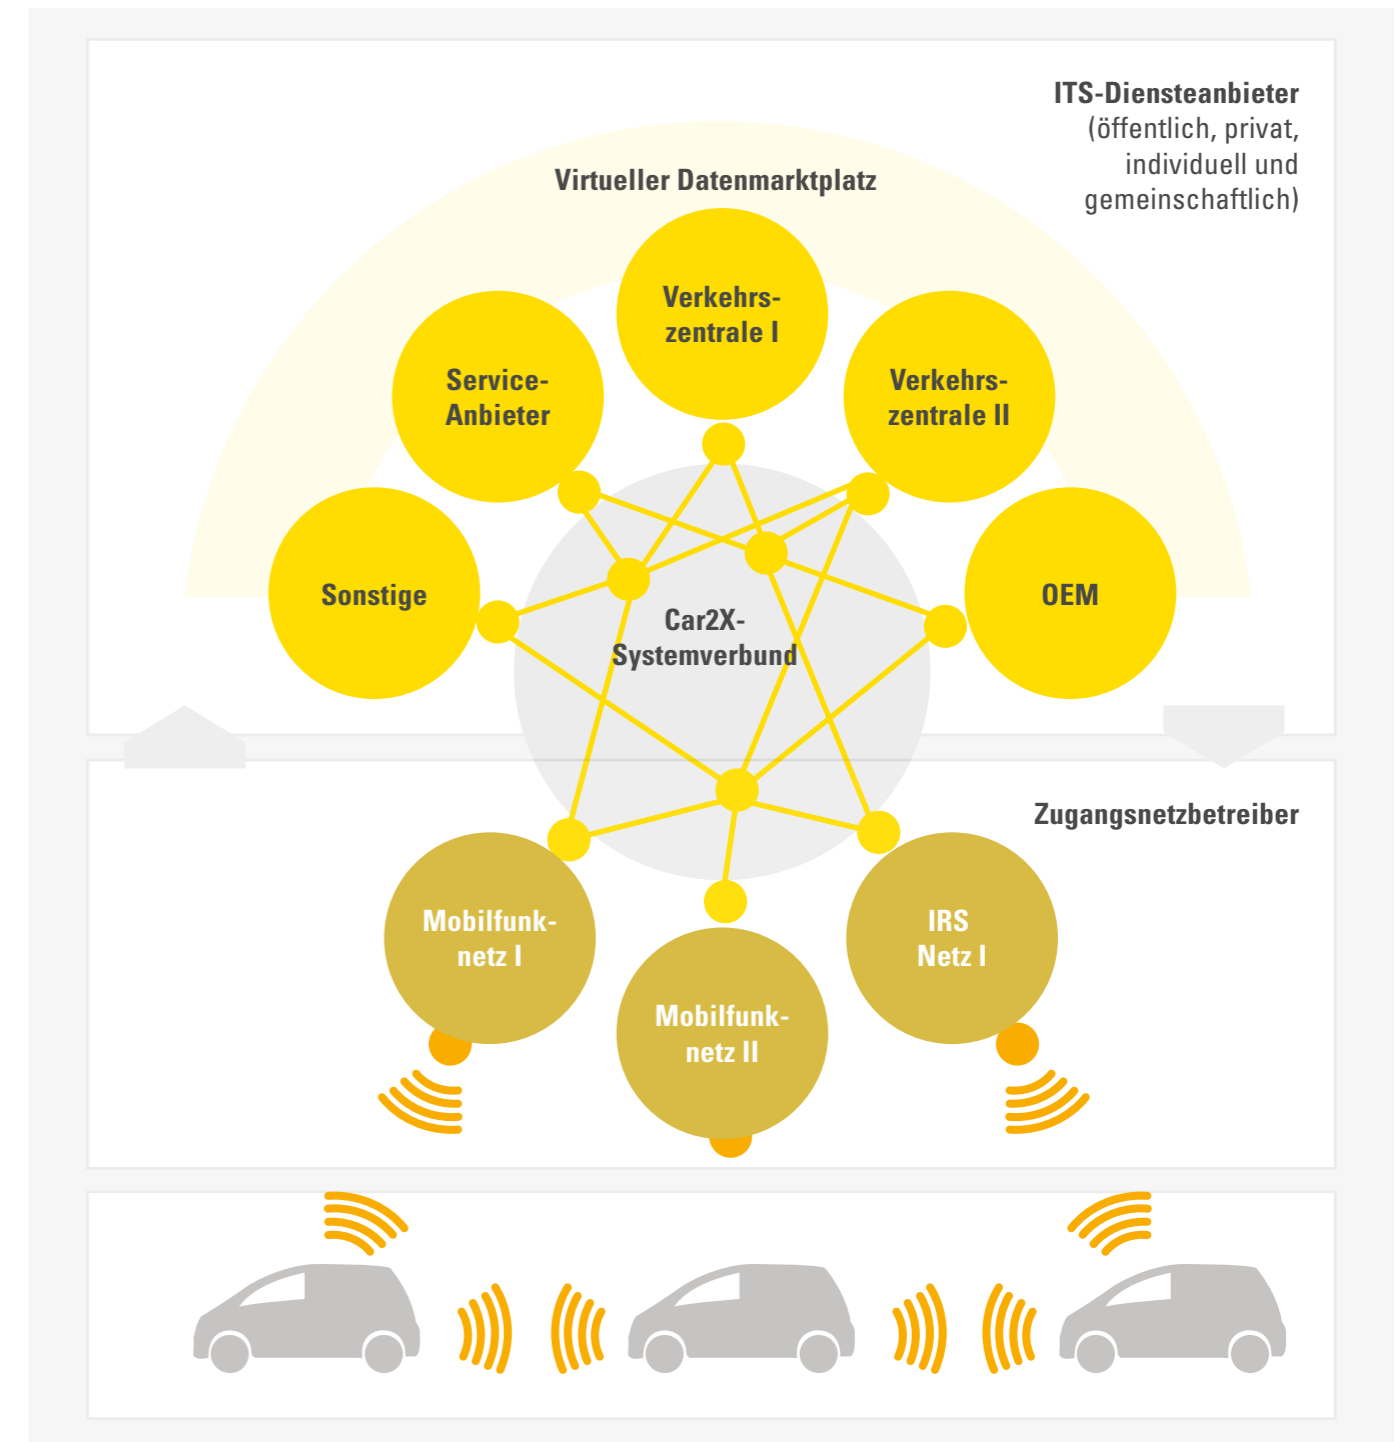 ITS-Diensteanbieter
(öffentlich, privat,
individuell und
gemeinschaftlich)
Virtueller Datenmarktplatz
Verkehrs-
zentrale I
Service-
Anbieter
Verkehrs-
zentrale II
Sonstige
OEM
Car2X-
Systemverbund
Zugangsnetzbetreiber
Mobilfunk-
netz I
IRS
Netz I
Mobilfunk-
netz II